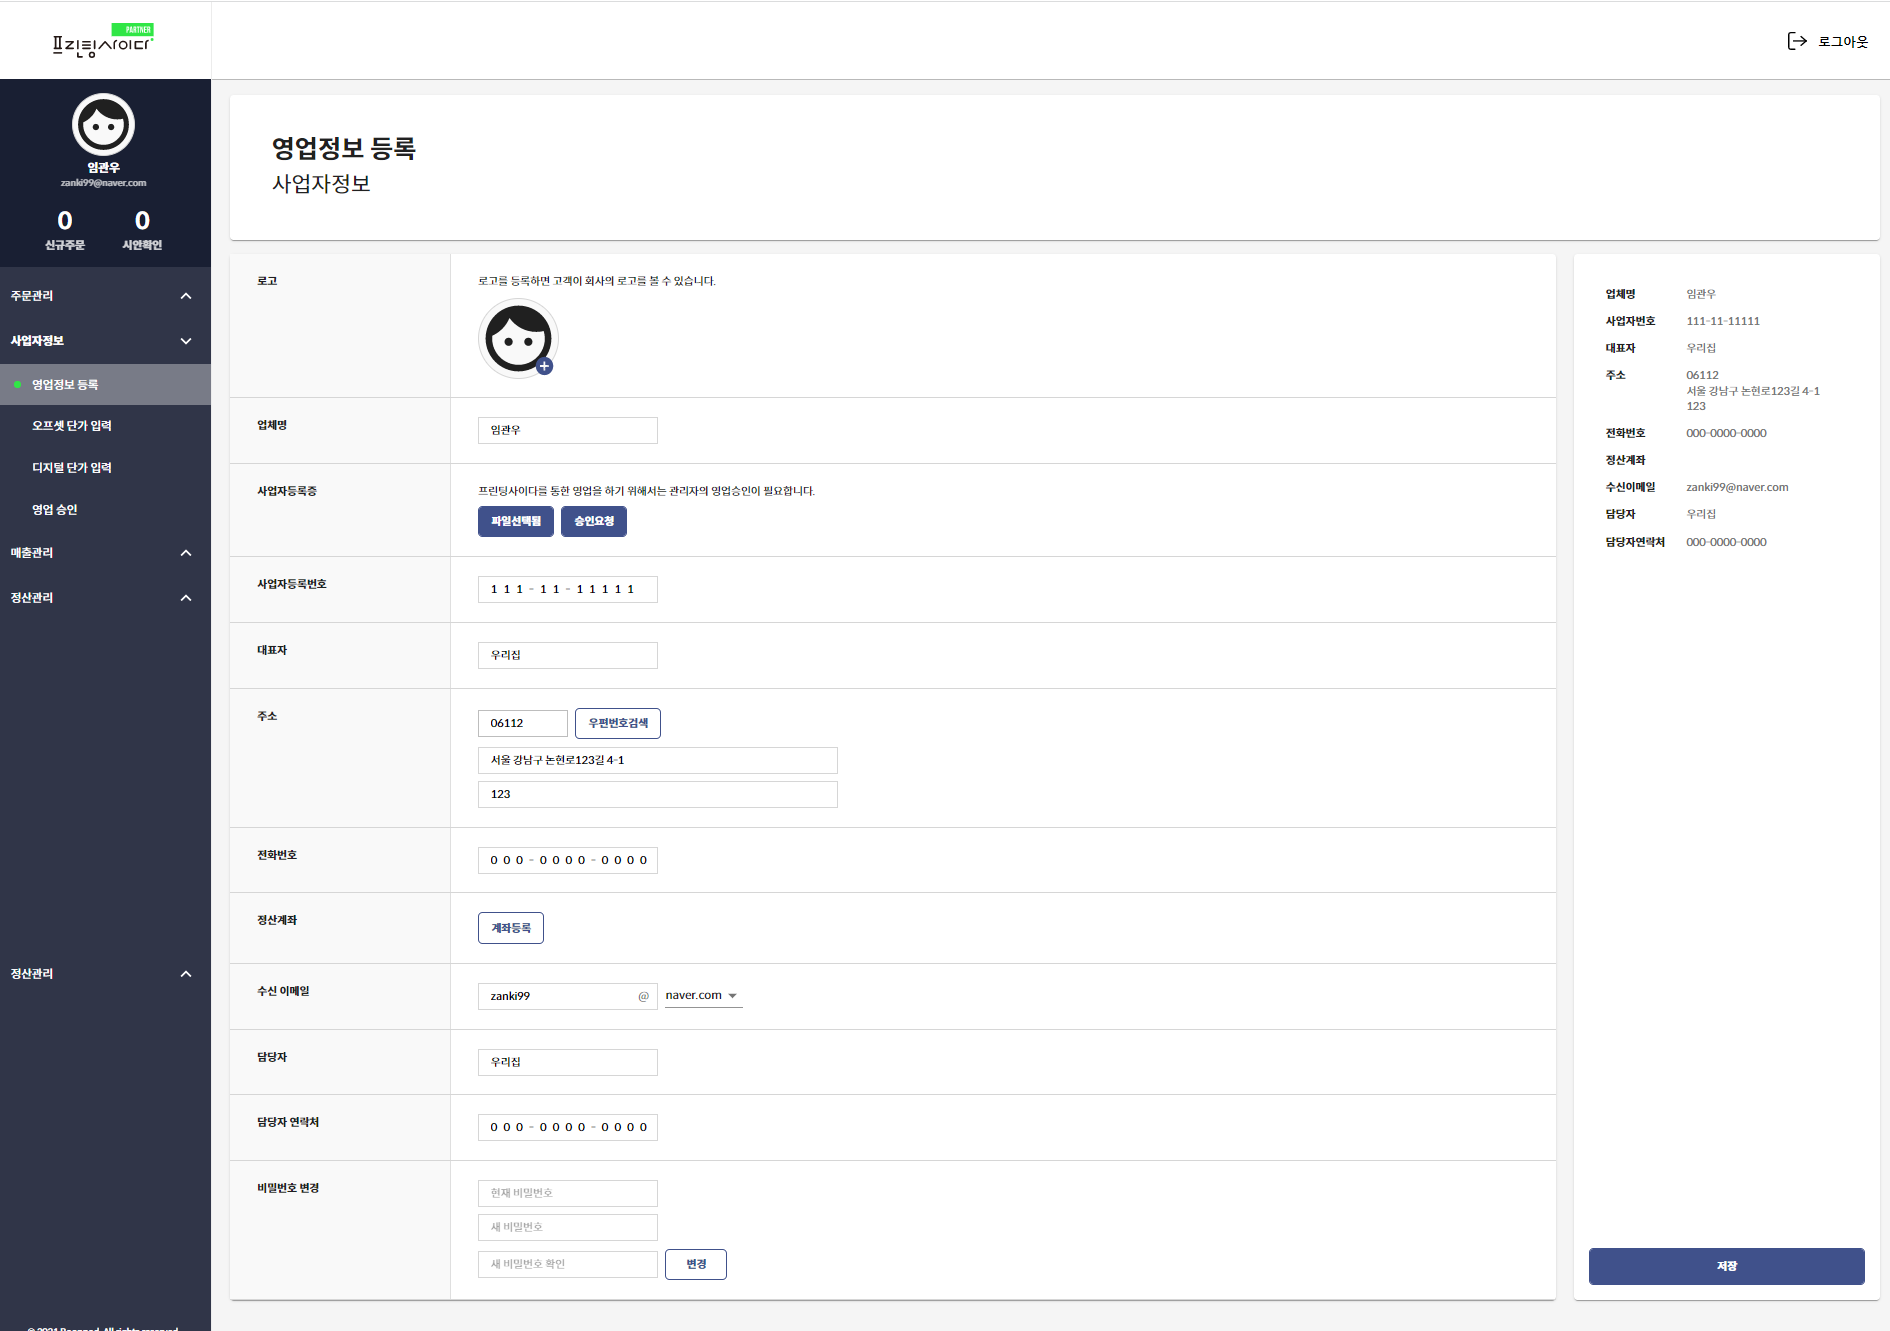 PARTNER
프린팅사이다
로그아웃
임관우
zanki99@naver.com
0 0
신규주문 시안확인
주문관리
사업자정보
영업정보 등록
오프셋 단가 입력
디지털 단가 입력
영업 승인
매출관리
정산관리
정산관리
영업정보 등록
사업자정보
로고
로고를 등록하면 고객이 회사의 로고를 볼 수 있습니다.
업체명
임관우
사업자등록증
프린팅사이다를 통한 영업을 하기 위해서는 관리자의 영업승인이 필요합니다.
파일선택됨 승인요청
사업자등록번호
111-11-11111
대표자
우리집
주소
06112 우편번호검색
서울 강남구 논현로123길 4-1
123
전화번호
000-0000-0000
정산계좌
계좌등록
수신 이메일
zanki99 @ naver.com
담당자
우리집
담당자 연락처
000-0000-0000
비밀번호 변경
현재 비밀번호
새 비밀번호
새 비밀번호 확인 변경
업체명 임관우
사업자번호 111-11-11111
대표자 우리집
주소 06112
서울 강남구 논현로123길 4-1
123
전화번호 000-0000-0000
정산계좌
수신이메일 zanki99@naver.com
담당자 우리집
담당자연락처 000-0000-0000
저장